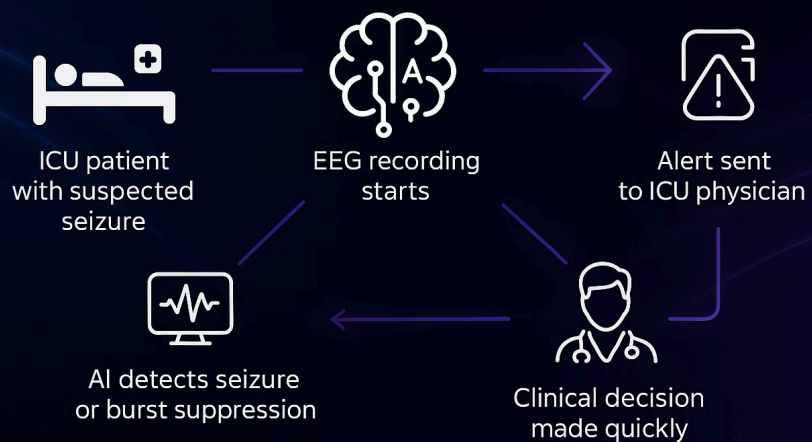 A
ICU patient
with suspected
seizure
EEG recording
starts
Alert sent
to ICU physician
AI detects seizure
or burst suppression
Clinical decision
made quickly